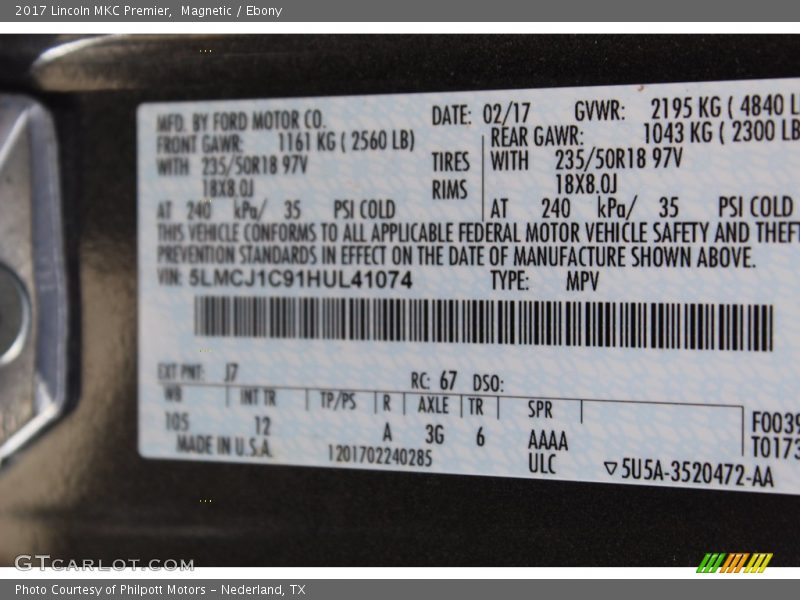 2017 Lincoln MKC Premier, Magnetic / Ebony
MFD. BY FORD MOTOR CO.
DATE: 02/17
GVWR: 2195 KG ( 4840 L
FRONT GAWR: 1161 KG ( 2560 LB)
REAR GAWR: 1043 KG ( 2300 LB
WITH 235/50R18 97V
TIRES
WITH 235/50R18 97V
18X8.0J
RIMS
18X8.0J
AT 240 kPa/ 35 PSI COLD
AT 240 kPa/ 35 PSI COLD
THIS VEHICLE CONFORMS TO ALL APPLICABLE FEDERAL MOTOR VEHICLE SAFETY AND THEFT
PREVENTION STANDARDS IN EFFECT ON THE DATE OF MANUFACTURE SHOWN ABOVE.
VIN: 5LMCJ1C91HUL41074
TYPE: MPV
EXT PNT: J7
RC: 67 DSO:
WB INT TR TP/PS R AXLE TR SPR
105 12 A 3G 6 AAAA
F0039
T0173
MADE IN U.S.A.
1201702240285
ULC
▽5U5A-3520472-AA
GTCarLot.com
Photo Courtesy of Philpott Motors - Nederland, TX